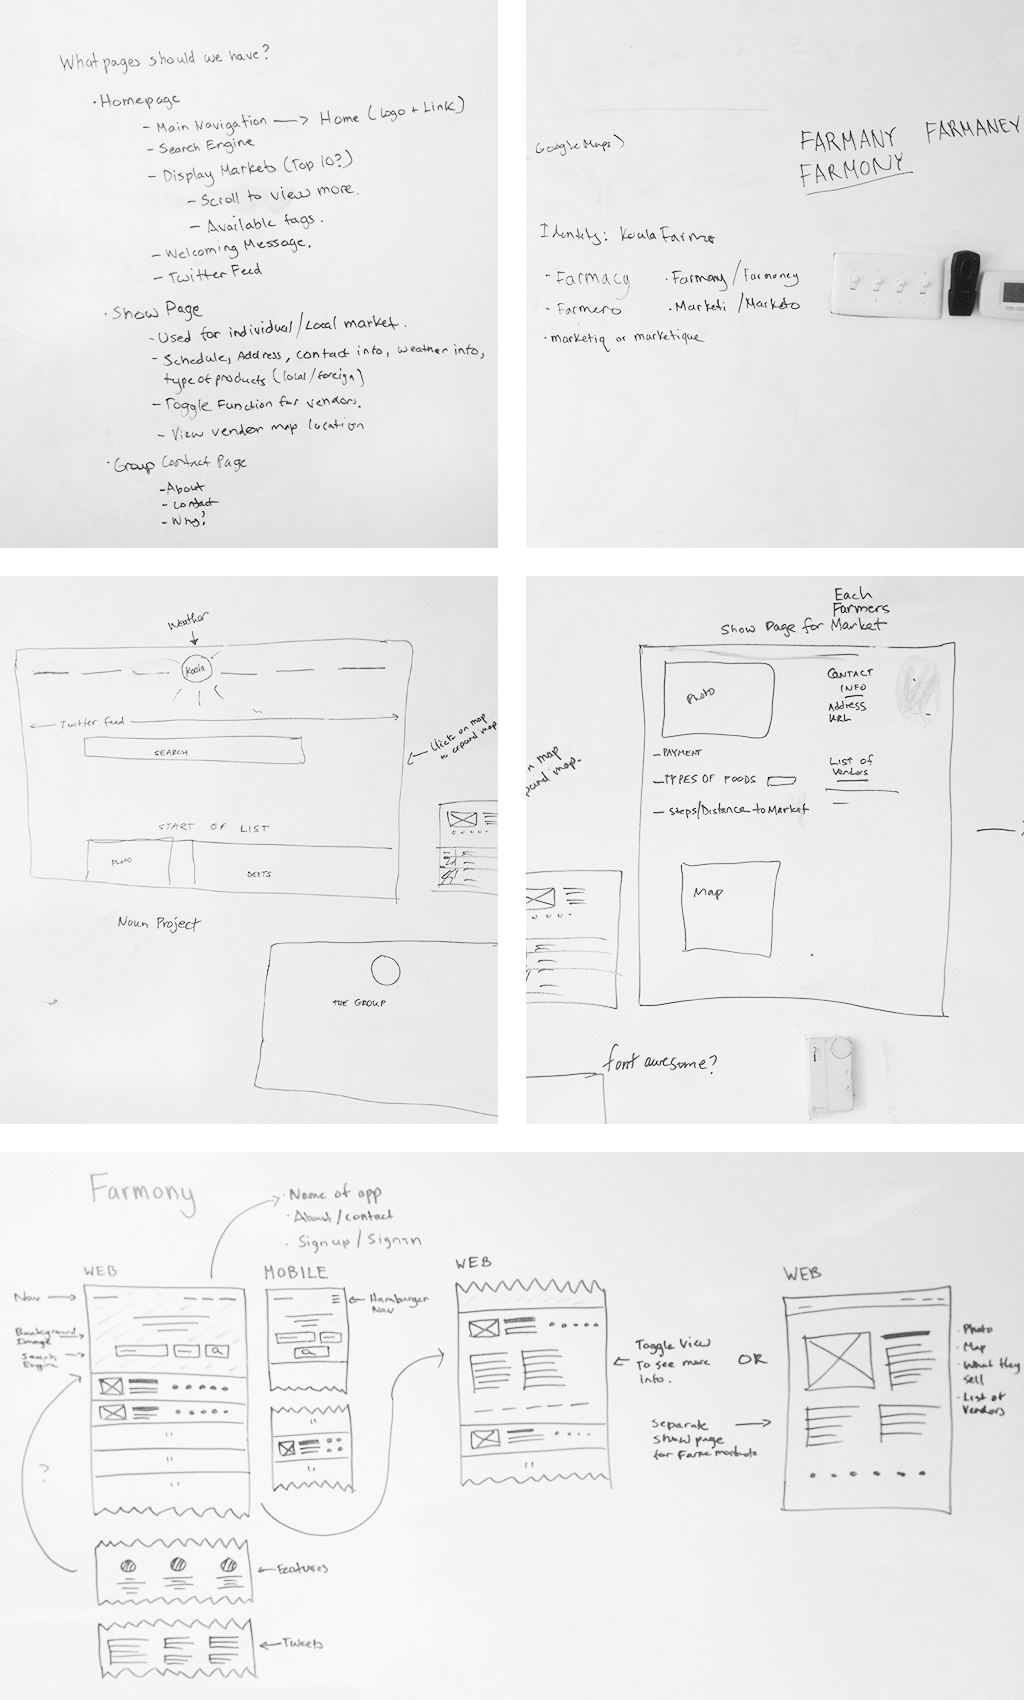 What pages should we have?
· Homepage
- Main Navigation → Home (Logo + Link)
- Search Engine
- Display Markets (Top 10?)
- Scroll to view more.
- Available tags.
- Welcoming Message.
- Twitter Feed
· Show Page
- Used for individual/Local market.
- Schedule, Address, contact info, weather info,
type of products (local/foreign)
- Toggle Function for vendors.
- View vendor map location
· Group Contact Page
- About
- Contact
- Why?
Google Maps)
FARMANY FARMANEY
FARMONY
Identity: Koala Farmer
- Farmacy · Farmony/Farmoney
- Farmero · Marketi/Marketo
· marketiq or marketique
Weather
Koala
Twitter feed
SEARCH
Click on map
to expand map
START OF LIST
Photo
DEETS
Noun Project
THE GROUP
Each
Farmers
Show Page for Market
Photo
CONTACT
INFO
Address
URL
- PAYMENT
- TYPES OF FOODS
- Steps/Distance to Market
List of
Vendors
n map
pand map.
Map
font awesome?
Farmony
· Name of app
· About/contact
· Sign up/Sign in
WEB
MOBILE
WEB
WEB
Nav →
Background
Image
Search
Engine
← Hamburger
Nav
← Toggle View
To see more
Info.
OR
Separate
show page
for Farmers markets
· Photo
· Map
· What they
sell
· List of
Vendors
?
← Features
← Tweets